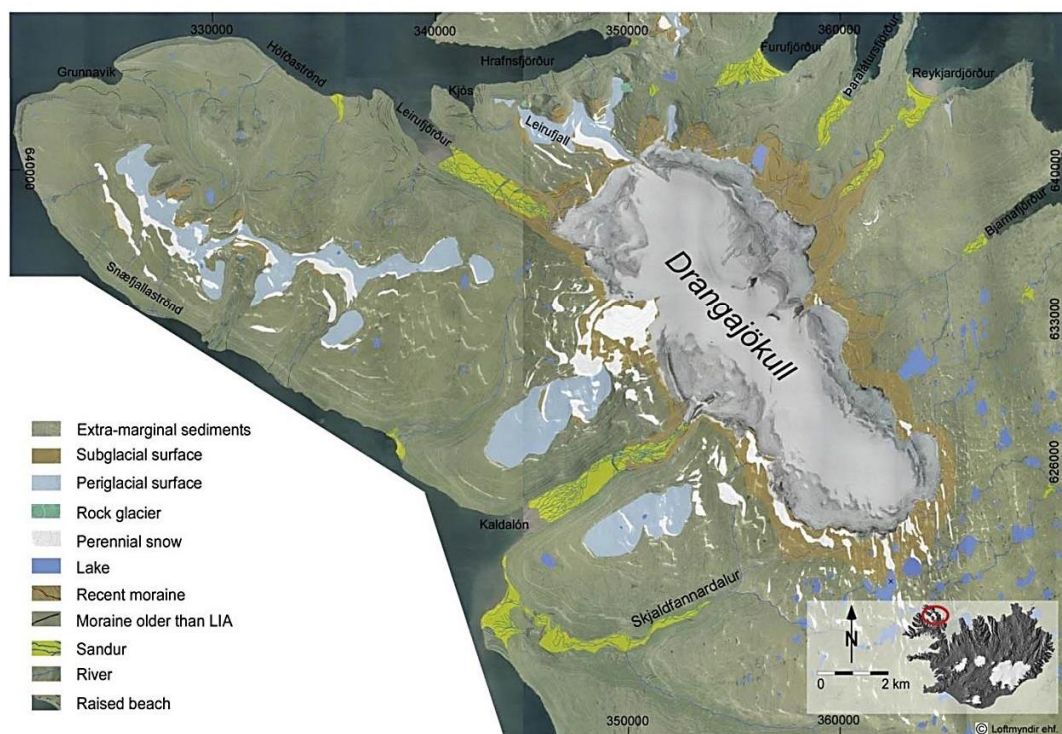 330000
340000
350000
360000
Grunnavík
Höfðaströnd
Hrafnsfjörður
Kjós
Furufjörður
Þaralátursfjörður
Reykjardjörður
Leirufjörður
Leirufjall
640000
640000
Bjarnafjörður
Snæfjallaströnd
Drangajökull
633000
626000
Kaldalón
Skjaldfannardalur
Extra-marginal sediments
Subglacial surface
Periglacial surface
Rock glacier
Perennial snow
Lake
Recent moraine
Moraine older than LIA
Sandur
River
Raised beach
N
0 2 km
350000
360000
© Loftmyndir ehf.